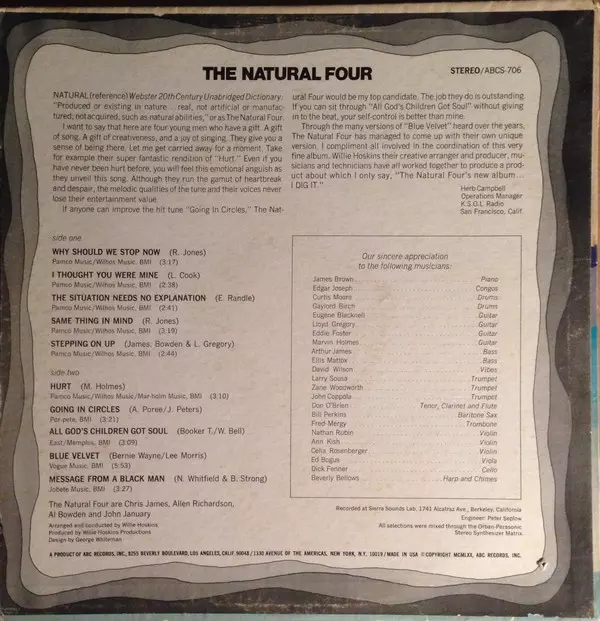 THE NATURAL FOUR
STEREO/ABCS-706
NATURAL (reference) Webster 20th Century Unabridged Dictionary.
"Produced or existing in nature...real, not artificial or manufac-
tured; not acquired, such as natural abilities," or as The Natural Four.
I want to say that here are four young men who have a gift. A gift
of song. A gift of creativeness, and a joy of singing. They give you a
sense of being there. Let me get carried away for a moment. Take
for example their super fantastic rendition of "Hurt." Even if you
have never been hurt before, you will feel this emotional anguish as
they unveil this song. Although they run the gamut of heartbreak
and despair, the melodic qualities of the tune and their voices never
lose their entertainment value.
If anyone can improve the hit tune "Going In Circles," The Nat-
ural Four would be my top candidate. The job they do is outstanding.
If you can sit through "All God's Children Got Soul" without giving
in to the beat, your self-control is better than mine.
Through the many versions of "Blue Velvet" heard over the years,
The Natural Four has managed to come up with their own unique
version. I compliment all involved in the coordination of this very
fine album. Willie Hoskins their creative arranger and producer, mu-
sicians and technicians have all worked together to produce a prod-
uct about which I only say, "The Natural Four's new album...
I DIG IT."
Herb Campbell
Operations Manager
K.S.O.L. Radio
San Francisco, Calif.
side one
WHY SHOULD WE STOP NOW (R. Jones)
Pamco Music/Wilhos Music, BMI (3:17)
I THOUGHT YOU WERE MINE (L. Cook)
Pamco Music/Wilhos Music, BMI (2:38)
THE SITUATION NEEDS NO EXPLANATION (E. Randle)
Pamco Music/Wilhos Music, BMI (2:41)
SAME THING IN MIND (R. Jones)
Pamco Music/Wilhos Music, BMI (3:19)
STEPPING ON UP (James, Bowden & L. Gregory)
Pamco Music/Wilhos Music, BMI (2:44)
side two
HURT (M. Holmes)
Pamco Music/Wilhos Music/Mar-holm Music, BMI (3:10)
GOING IN CIRCLES (A. Poree/J. Peters)
Por-pete, BMI (3:21)
ALL GOD'S CHILDREN GOT SOUL (Booker T./W. Bell)
East/Memphis, BMI (3:09)
BLUE VELVET (Bernie Wayne/Lee Morris)
Vogue Music, BMI (5:53)
MESSAGE FROM A BLACK MAN (N. Whitfield & B. Strong)
Jobete Music, BMI (3:27)
The Natural Four are Chris James, Allen Richardson,
Al Bowden and John January
Arranged and conducted by Willie Hoskins
Produced by Willie Hoskins Productions
Design by George Whiteman
Our sincere appreciation
to the following musicians:
James Brown Piano
Edgar Joseph Congus
Curtis Moore Drums
Gaylord Birch Drums
Eugene Blacknell Guitar
Lloyd Gregory Guitar
Eddie Foster Guitar
Marvin Holmes Guitar
Arthur James Bass
Ellis Mattox Bass
David Wilson Vibes
Larry Sousa Trumpet
Zane Woodworth Trumpet
John Coppola Trumpet
Don O'Brien Tenor, Clarinet and Flute
Bill Perkins Baritone Sax
Fred Mergy Trombone
Nathan Rubin Violin
Ann Kish Violin
Celia Rosenberger Violin
Ed Bogus Viola
Dick Fenner Cello
Beverly Bellows Harp and Chimes
Recorded at Sierra Sounds Lab, 1741 Alcatraz Ave., Berkeley, California
Engineer: Peter Seplow
All selections were mixed through the Orban-Parasonic
Stereo Synthesizer Matrix.
A PRODUCT OF ABC RECORDS, INC., 8255 BEVERLY BOULEVARD, LOS ANGELES, CALIF. 90048/1330 AVENUE OF THE AMERICAS, NEW YORK, N.Y. 10019/MADE IN USA ©COPYRIGHT MCMLXX, ABC RECORDS, INC.